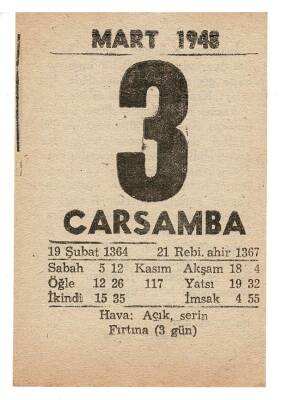 MART 1948
3
CARSAMBA
19 Şubat 1364 21 Rebi. ahir 1367
Sabah 5 12 Kasım Akşam 18 4
Öğle 12 26 117 Yatsı 19 32
İkindi 15 35 İmsak 4 55
Hava: Açık, serin
Fırtına (3 gün)